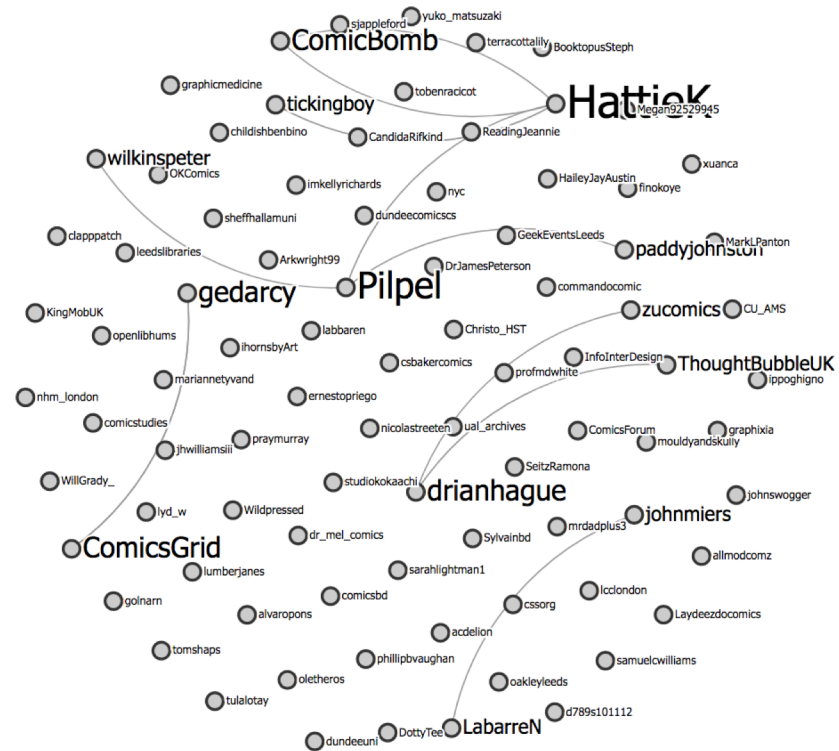 yuko_matsuzaki
sjappleford
ComicBomb
terracottalily
BooktopusSteph
graphicmedicine
tobenracicot
tickingboy
HattieK
Megan92529945
childishbenbino
CandidaRifkind
ReadingJeannie
wilkinspeter
OKComics
xuanca
imkellyrichards
nyc
HaileyJayAustin
finokoye
sheffhallamuni
dundeecomicscs
clapppatch
GeekEventsLeeds
MarkLPanton
leedslibraries
Arkwright99
paddyjohnston
DrJamesPeterson
gedarcy
Pilpel
commandocomic
KingMobUK
zucomics
CU_AMS
openlibhums
labbaren
Christo_HST
ihornsbyArt
csbakercomics
InfoInterDesign
ThoughtBubbleUK
profmdwhite
mariannetyvand
ippoghigno
nhm_london
ernestopriego
comicstudies
nicolastreeten
ual_archives
ComicsForum
graphixia
praymurray
mouldyandskully
jhwilliamsiii
SeitzRamona
WillGrady_
studiokokaachi
drianhague
johnswogger
lyd_w
Wildpressed
johnmiers
mrdadplus3
dr_mel_comics
Sylvainbd
ComicsGrid
allmodcomz
lumberjanes
sarahlightman1
lcclondon
comicsbd
golnarn
cssorg
alvaropons
Laydeezdocomics
acdelion
tomshaps
phillipbvaughan
samuelcwilliams
oletheros
oakleyleeds
tulalotay
d789s101112
DottyTee
LabarreN
dundeeuni